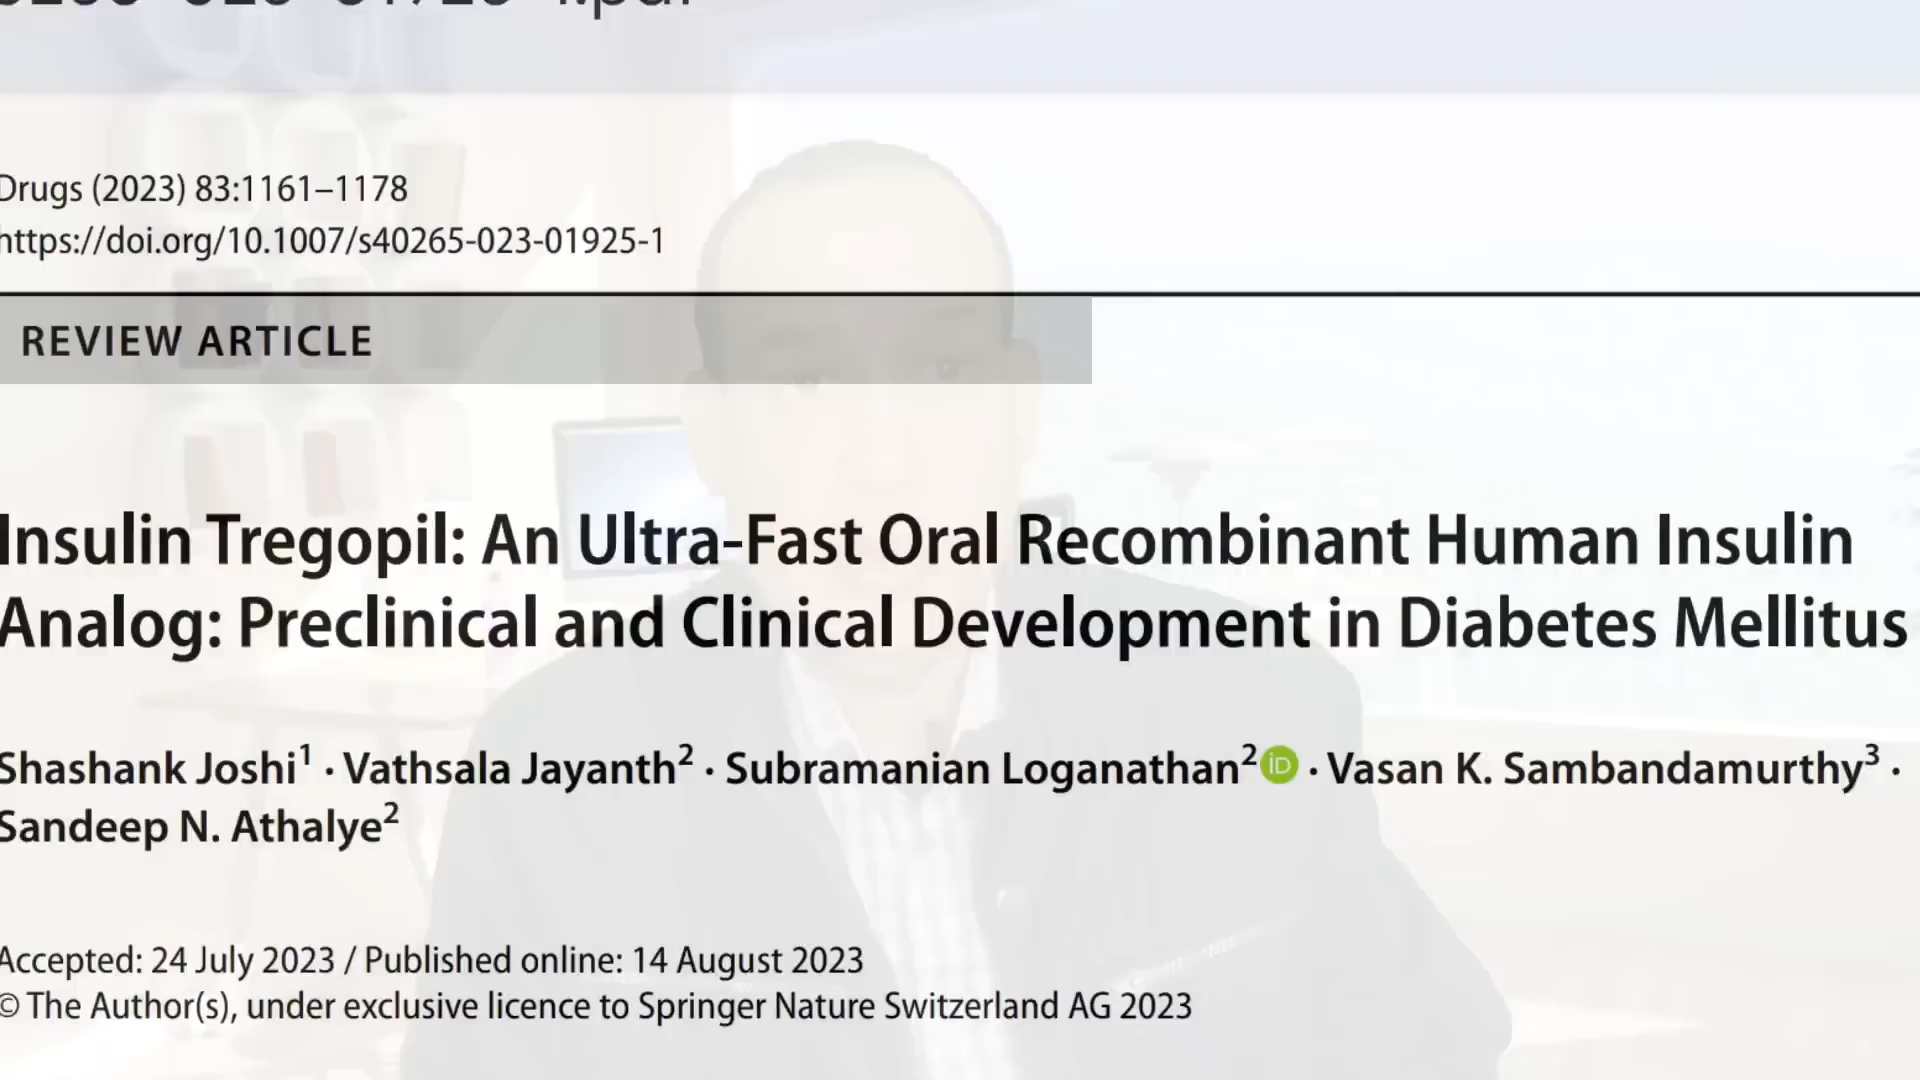 Drugs (2023) 83:1161–1178
https://doi.org/10.1007/s40265-023-01925-1
REVIEW ARTICLE
Insulin Tregopil: An Ultra-Fast Oral Recombinant Human Insulin
Analog: Preclinical and Clinical Development in Diabetes Mellitus
Shashank Joshi1 · Vathsala Jayanth2 · Subramanian Loganathan2 iD · Vasan K. Sambandamurthy3 ·
Sandeep N. Athalye2
Accepted: 24 July 2023 / Published online: 14 August 2023
© The Author(s), under exclusive licence to Springer Nature Switzerland AG 2023